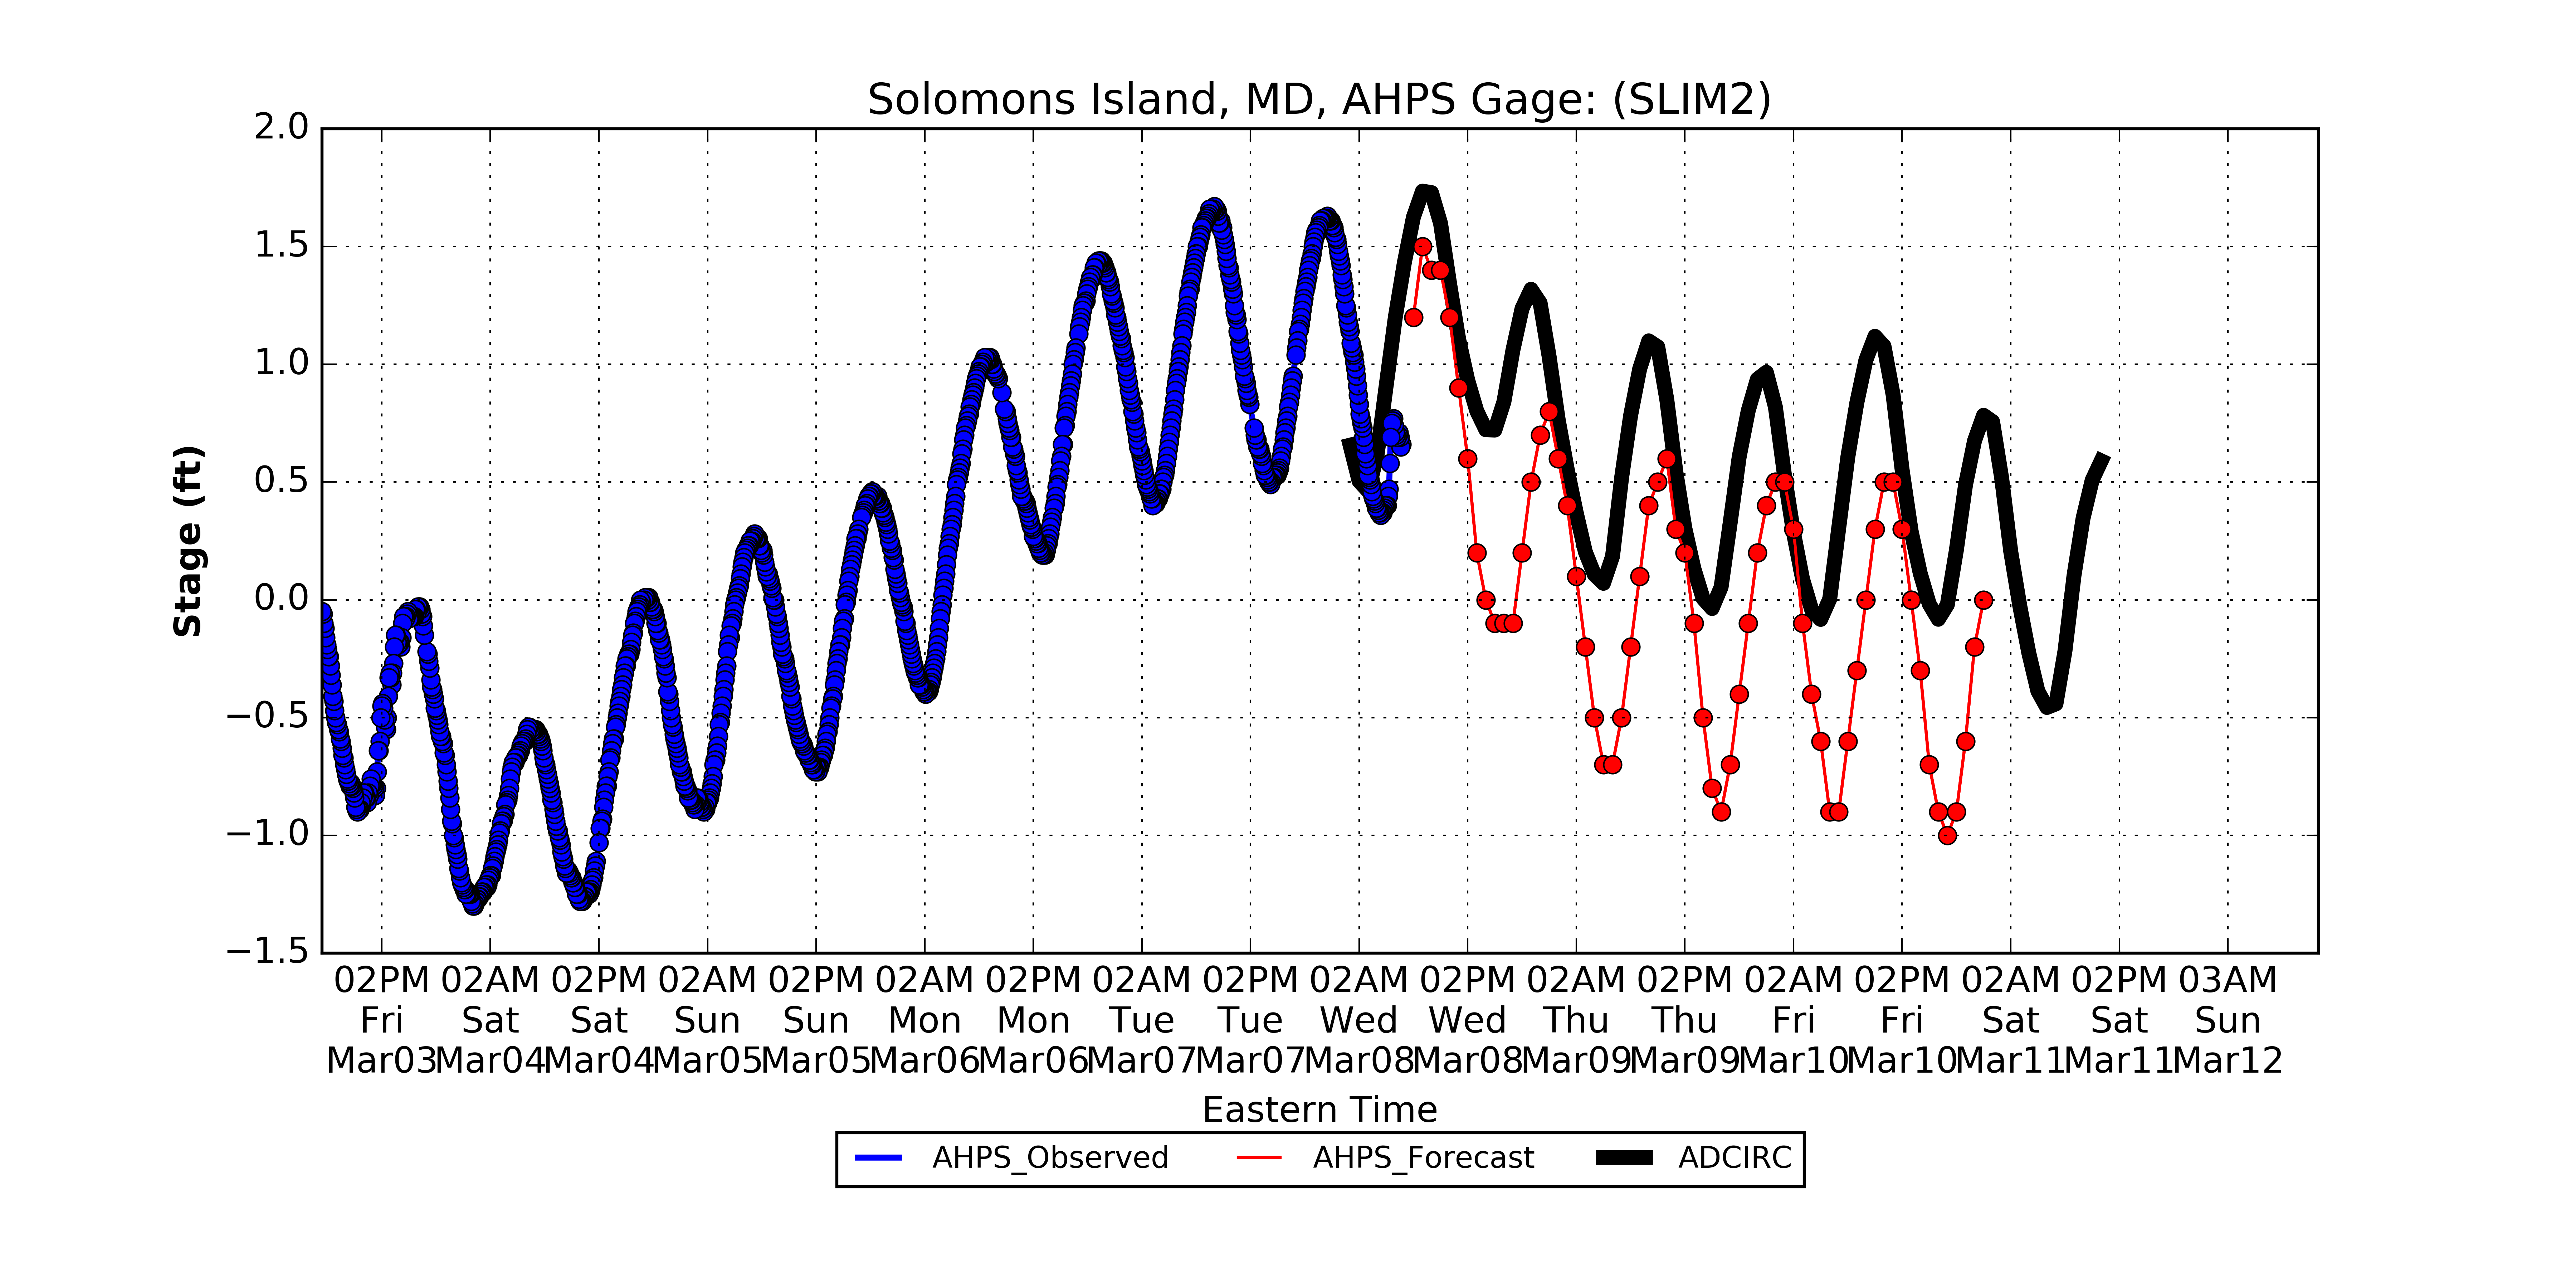 Solomons Island, MD, AHPS Gage: (SLIM2)
2.0
1.5
1.0
0.5
0.0
−0.5
−1.0
−1.5
Stage (ft)
02PM 02AM 02PM 02AM 02PM 02AM 02PM 02AM 02PM 02AM 02PM 02AM 02PM 02AM 02PM 02AM 02PM 03AM
Fri Sat Sat Sun Sun Mon Mon Tue Tue Wed Wed Thu Thu Fri Fri Sat Sat Sun
Mar03 Mar04 Mar04 Mar05 Mar05 Mar06 Mar06 Mar07 Mar07 Mar08 Mar08 Mar09 Mar09 Mar10 Mar10 Mar11 Mar11 Mar12
Eastern Time
AHPS_Observed AHPS_Forecast ADCIRC